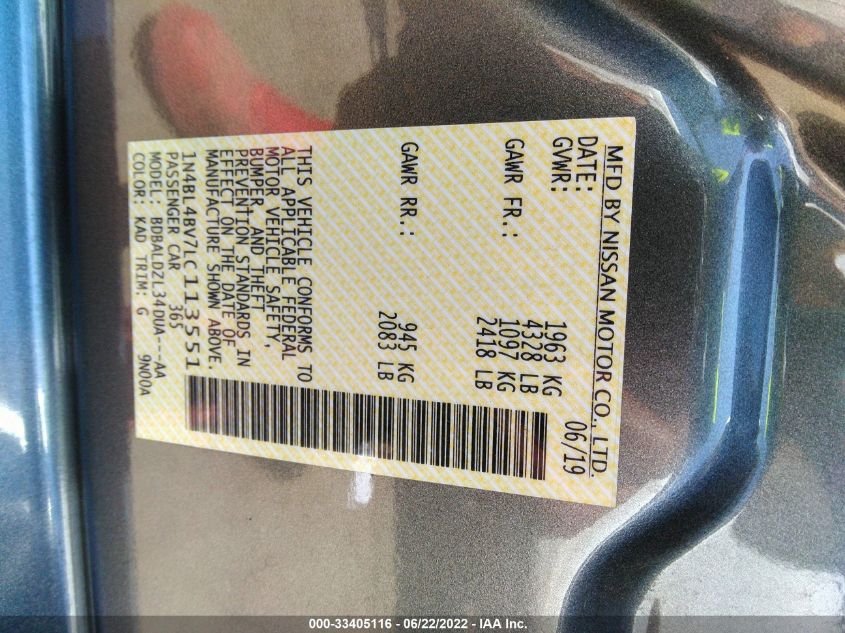 MFD BY NISSAN MOTOR CO., LTD.
DATE: 06/19
GVWR: 1963 KG
4328 LB
GAWR FR.: 1097 KG
2418 LB
GAWR RR.: 945 KG
2083 LB
THIS VEHICLE CONFORMS TO
ALL APPLICABLE FEDERAL
MOTOR VEHICLE SAFETY,
BUMPER, AND THEFT
PREVENTION STANDARDS IN
EFFECT ON THE DATE OF
MANUFACTURE SHOWN ABOVE.
1N4BL4BV7LC113551
PASSENGER CAR 365
MODEL: BDBALDZL34DUA---AA
COLOR: KAD TRIM: G 9N00A
000-33405116 - 06/22/2022 - IAA Inc.